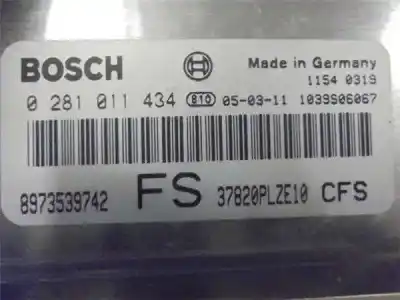 BOSCH Made in Germany
1154 0319
0 281 011 434 810 05-03-11 1039S06067
8973539742 FS 37820PLZE10 CFS